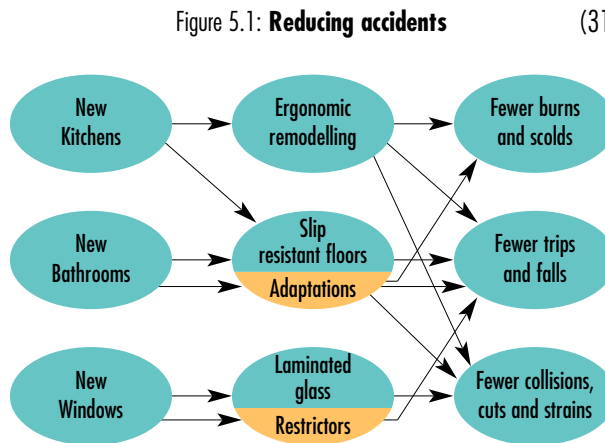 Figure 5.1: Reducing accidents (31
New
Kitchens
Ergonomic
remodelling
Fewer burns
and scolds
New
Bathrooms
Slip
resistant floors
Adaptations
Fewer trips
and falls
New
Windows
Laminated
glass
Restrictors
Fewer collisions,
cuts and strains